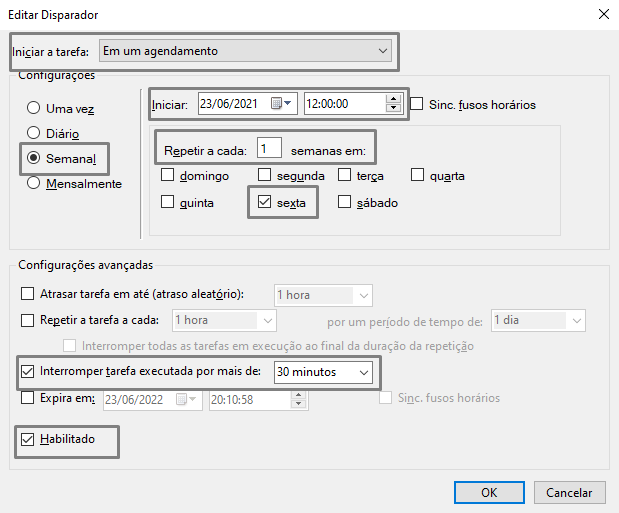 Editar Disparador
Iniciar a tarefa: Em um agendamento
Configurações
Uma vez
Diário
Semanal
Mensalmente
Iniciar: 23/06/2021 12:00:00 Sinc. fusos horários
Repetir a cada: 1 semanas em:
domingo segunda terça quarta
quinta sexta sábado
Configurações avançadas
Atrasar tarefa em até (atraso aleatório): 1 hora
Repetir a tarefa a cada: 1 hora por um período de tempo de: 1 dia
Interromper todas as tarefas em execução ao final da duração da repetição
Interromper tarefa executada por mais de: 30 minutos
Expira em: 23/06/2022 20:10:58 Sinc. fusos horários
Habilitado
OK Cancelar